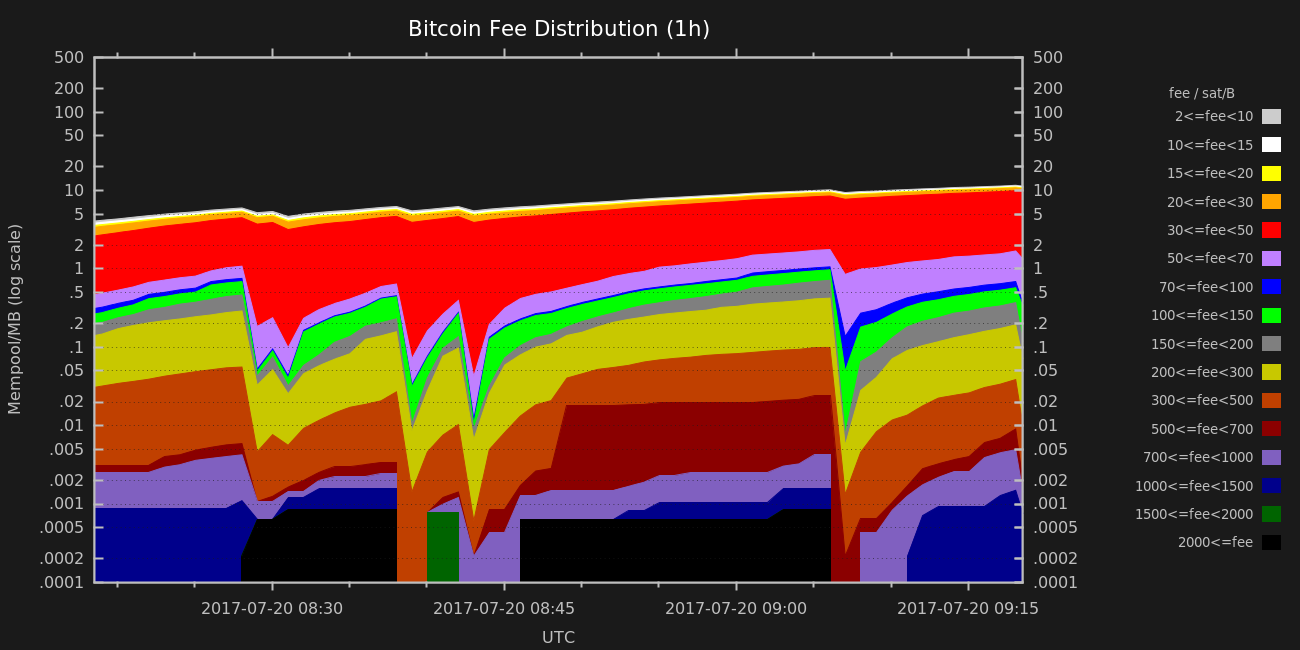 Bitcoin Fee Distribution (1h)
500
200
100
50
20
10
5
2
1
.5
.2
.1
.05
.02
.01
.005
.002
.001
.0005
.0002
.0001
Mempool/MB (log scale)
500
200
100
50
20
10
5
2
1
.5
.2
.1
.05
.02
.01
.005
.002
.001
.0005
.0002
.0001
2017-07-20 08:30
2017-07-20 08:45
2017-07-20 09:00
2017-07-20 09:15
UTC
fee / sat/B
2<=fee<10
10<=fee<15
15<=fee<20
20<=fee<30
30<=fee<50
50<=fee<70
70<=fee<100
100<=fee<150
150<=fee<200
200<=fee<300
300<=fee<500
500<=fee<700
700<=fee<1000
1000<=fee<1500
1500<=fee<2000
2000<=fee